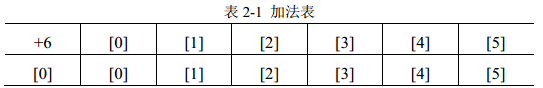 表 2-1 加法表
+6 [0] [1] [2] [3] [4] [5]
[0] [0] [1] [2] [3] [4] [5]